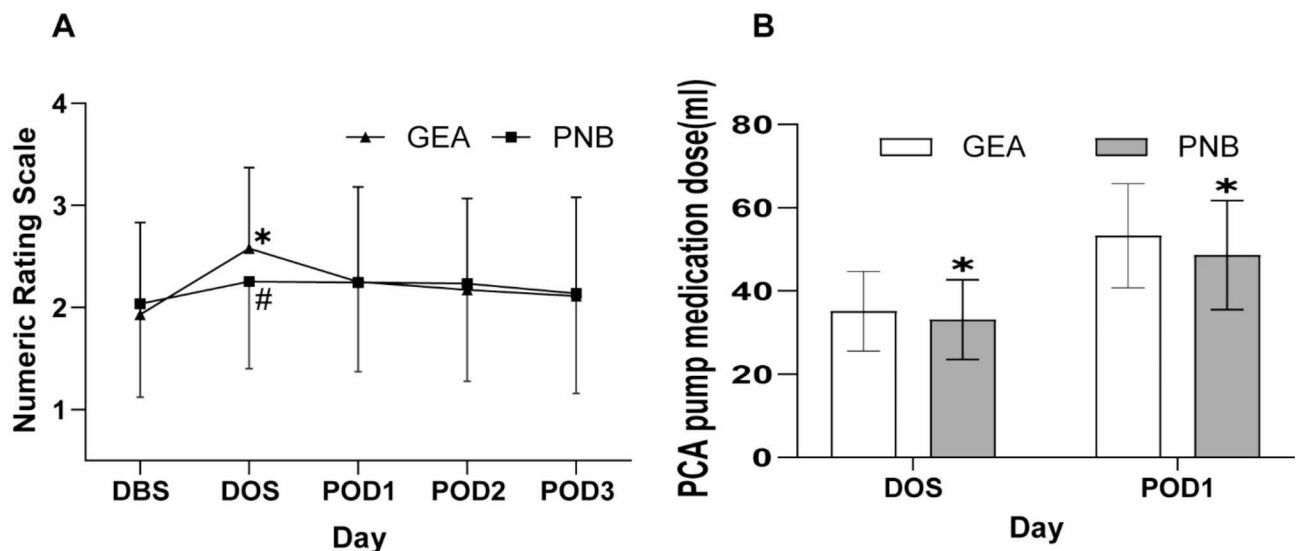 A
Numeric Rating Scale
4
3
2
1
GEA PNB
*
#
DBS DOS POD1 POD2 POD3
Day
B
PCA pump medication dose(ml)
80
60
40
20
0
GEA PNB
*
*
DOS POD1
Day